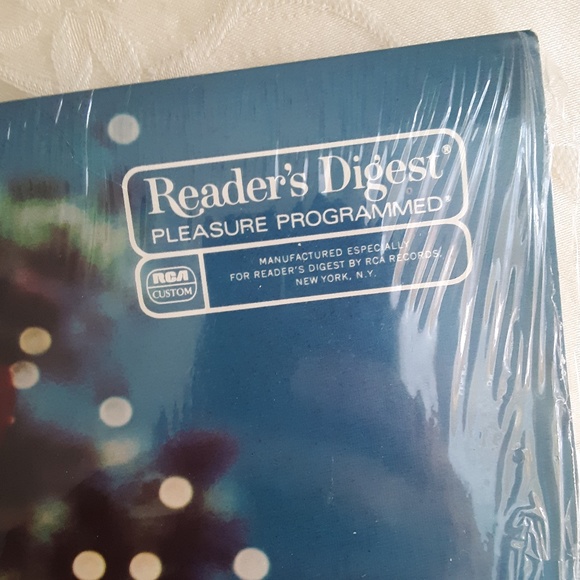 Reader's Digest®
PLEASURE PROGRAMMED®
RCA
CUSTOM
MANUFACTURED ESPECIALLY
FOR READER'S DIGEST BY RCA RECORDS,
NEW YORK, N.Y.